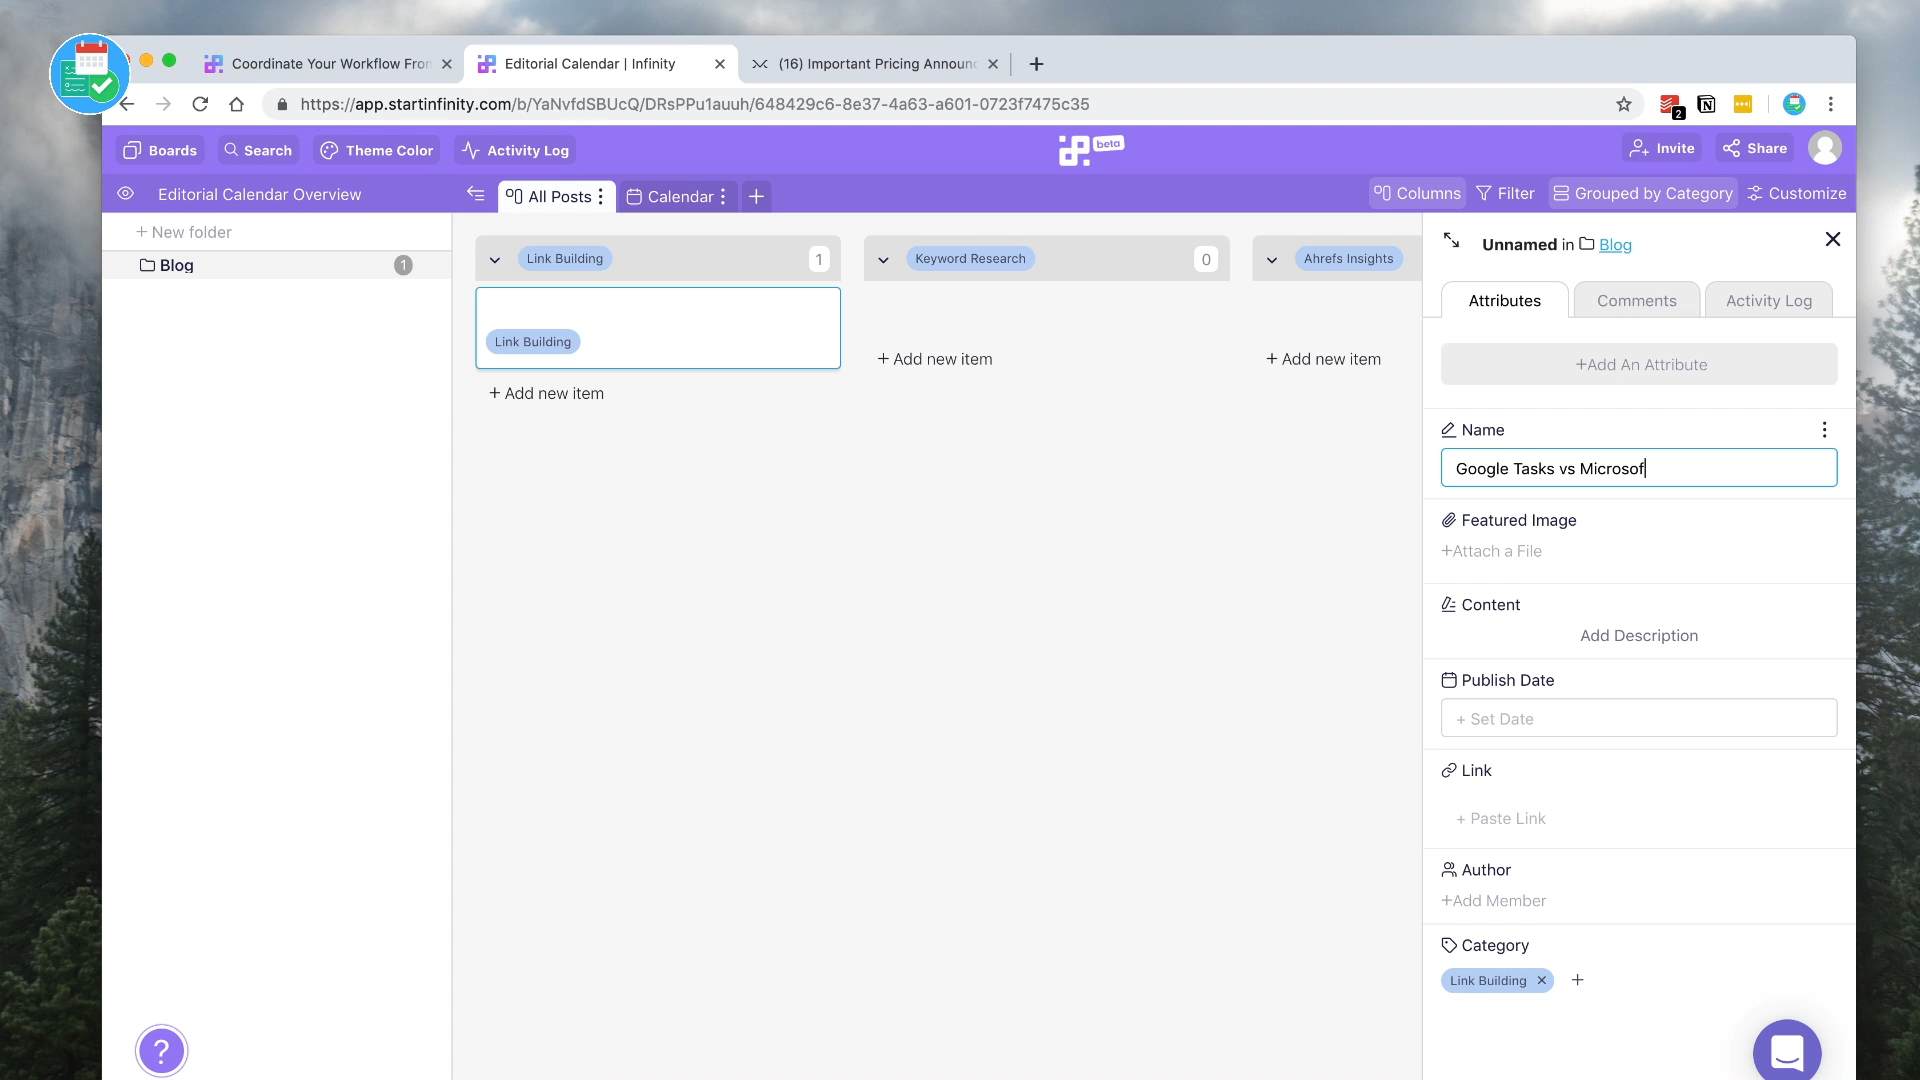 Coordinate Your Workflow Fron
Editorial Calendar | Infinity
(16) Important Pricing Announc
https://app.startinfinity.com/b/YaNvfdSBUcQ/DRsPPu1auuh/648429c6-8e37-4a63-a601-0723f7475c35
2
Boards
Search
Theme Color
Activity Log
beta
Invite
Share
Editorial Calendar Overview
All Posts
Calendar
Columns
Filter
Grouped by Category
Customize
+ New folder
Blog
1
Link Building
1
Keyword Research
0
Ahrefs Insights
Link Building
+ Add new item
+ Add new item
+ Add new item
Unnamed in Blog
Attributes
Comments
Activity Log
+Add An Attribute
Name
Google Tasks vs Microsof
Featured Image
+Attach a File
Content
Add Description
Publish Date
+ Set Date
Link
+ Paste Link
Author
+Add Member
Category
Link Building
?